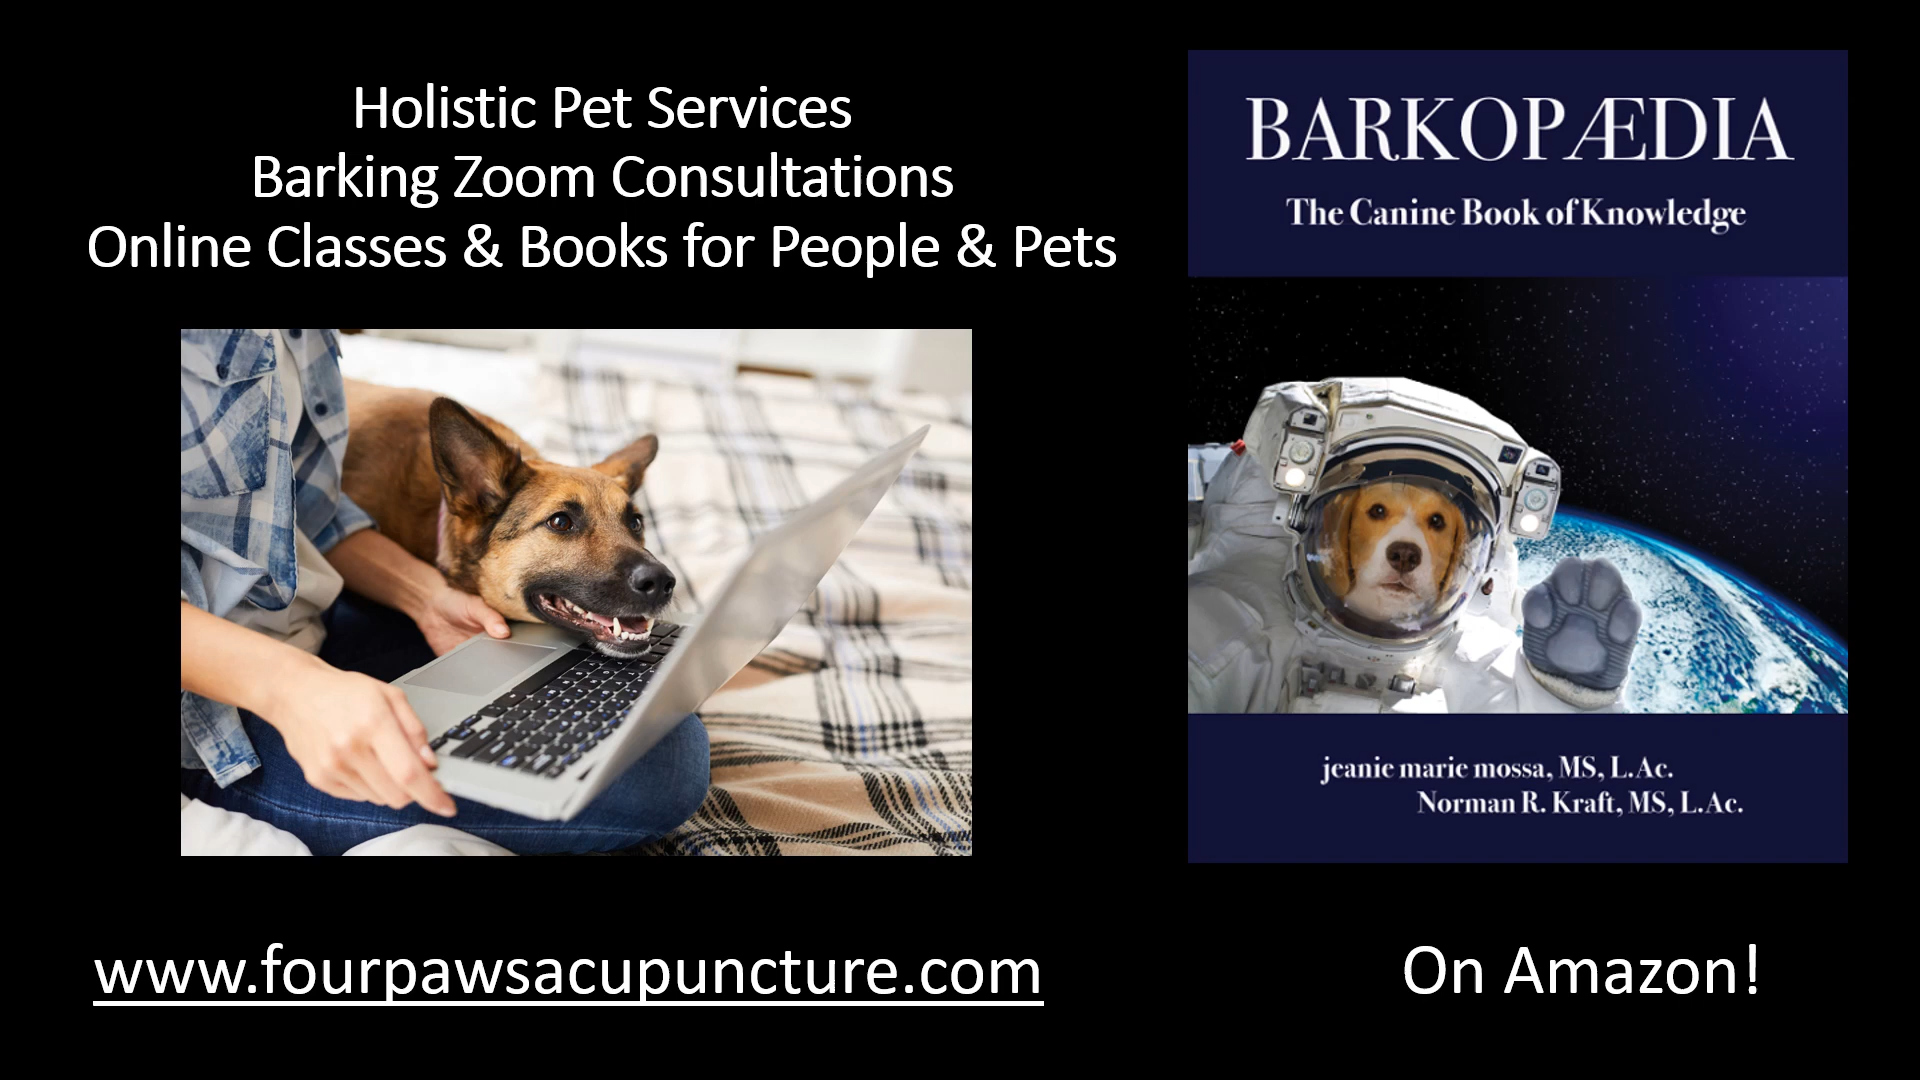 Holistic Pet Services
Barking Zoom Consultations
Online Classes & Books for People & Pets
www.fourpawsacupuncture.com
BARKOPÆDIA
The Canine Book of Knowledge
jeanie marie mossa, MS, L.Ac.
Norman R. Kraft, MS, L.Ac.
On Amazon!